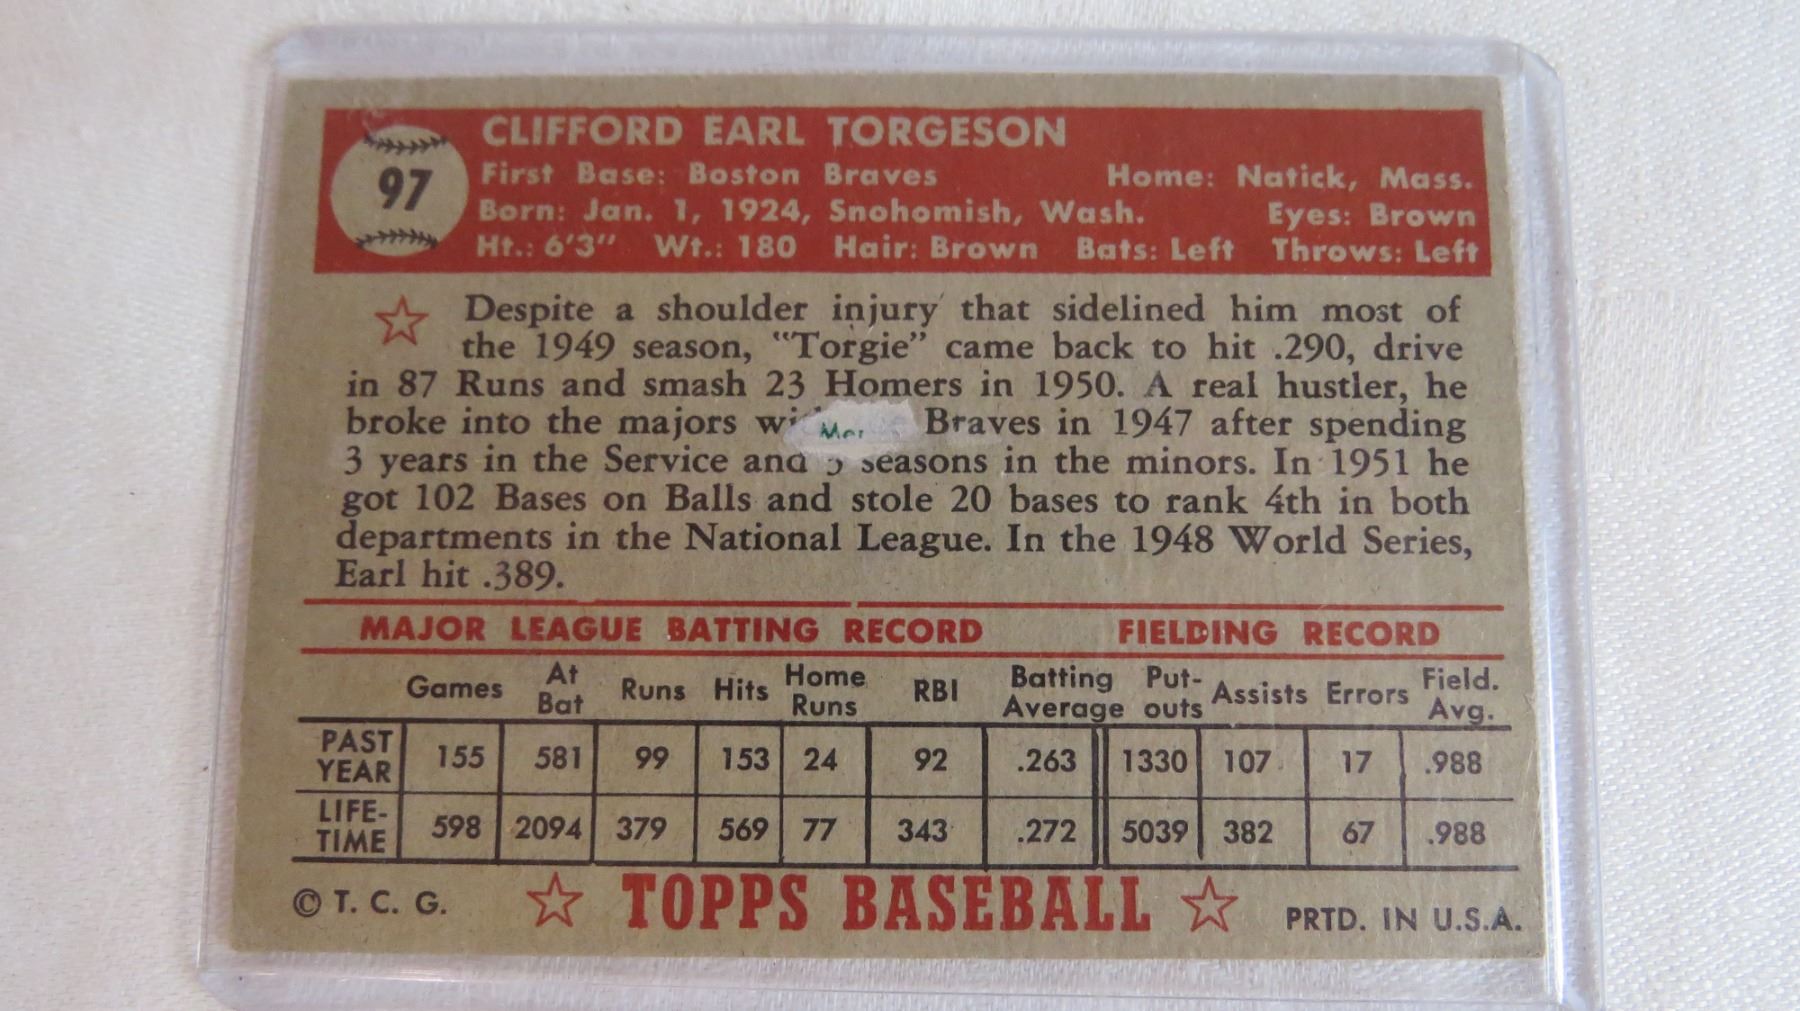 97
CLIFFORD EARL TORGESON
First Base: Boston Braves Home: Natick, Mass.
Born: Jan. 1, 1924, Snohomish, Wash. Eyes: Brown
Ht.: 6'3" Wt.: 180 Hair: Brown Bats: Left Throws: Left
Despite a shoulder injury that sidelined him most of
the 1949 season, "Torgie" came back to hit .290, drive
in 87 Runs and smash 23 Homers in 1950. A real hustler, he
broke into the majors Braves in 1947 after spending
3 years in the Service and seasons in the minors. In 1951 he
got 102 Bases on Balls and stole 20 bases to rank 4th in both
departments in the National League. In the 1948 World Series,
Earl hit .389.
MAJOR LEAGUE BATTING RECORD FIELDING RECORD
Games At Bat Runs Hits Home Runs RBI Batting Average Put-outs Assists Errors Field. Avg.
PAST YEAR 155 581 99 153 24 92 .263 1330 107 17 .988
LIFE-TIME 598 2094 379 569 77 343 .272 5039 382 67 .988
© T. C. G. TOPPS BASEBALL PRTD. IN U.S.A.